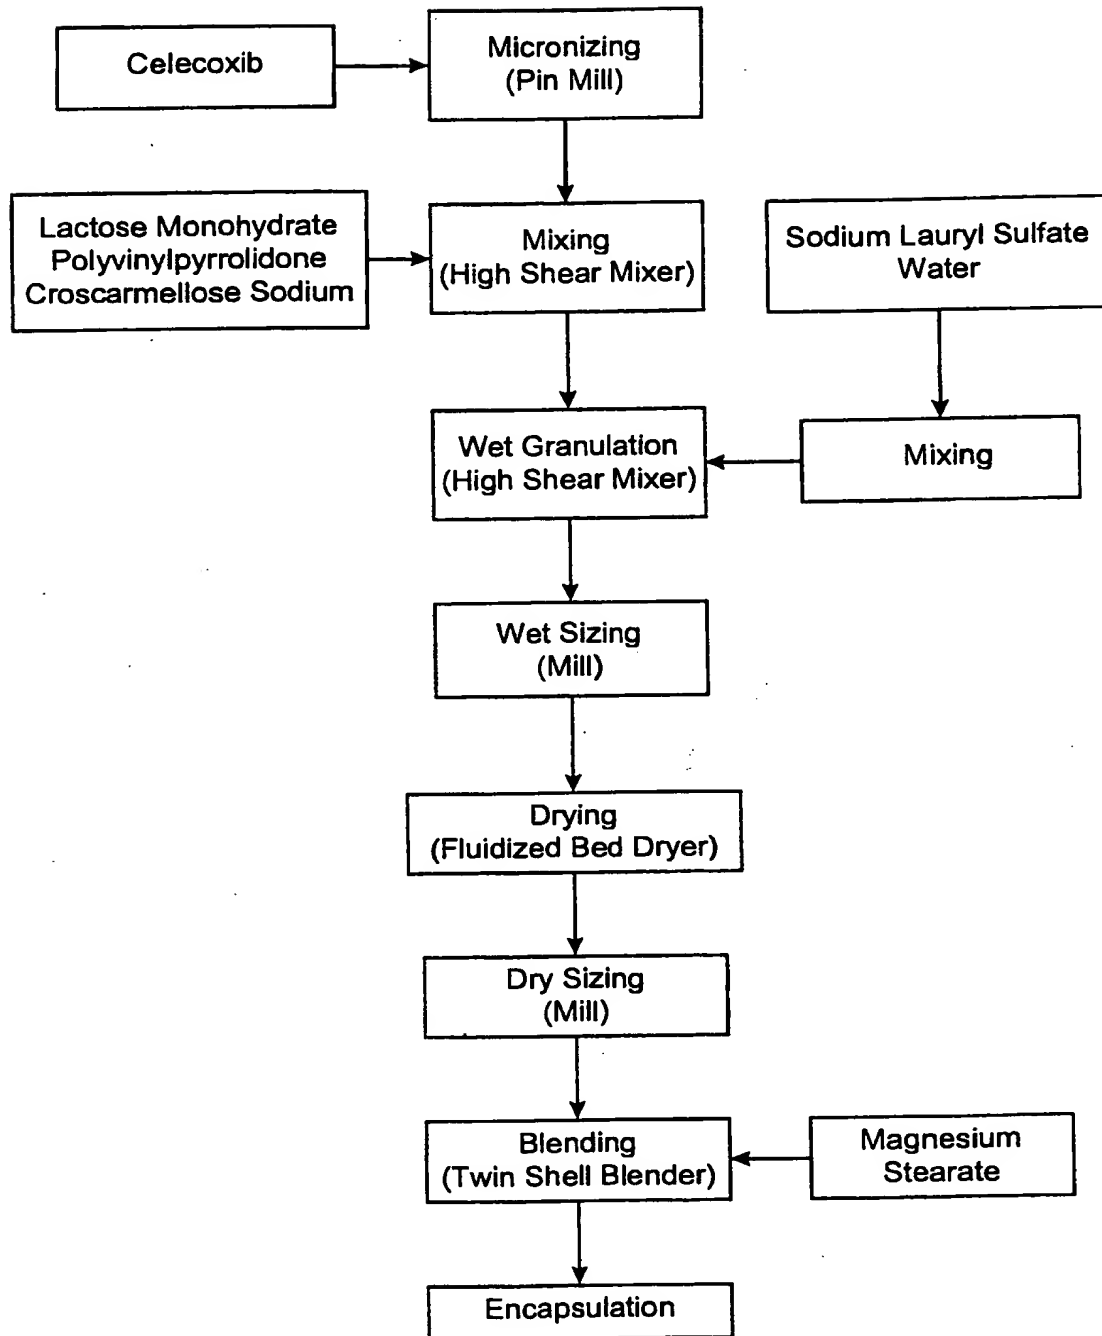 Celecoxib
Micronizing
(Pin Mill)
Lactose Monohydrate
Polyvinylpyrrolidone
Croscarmellose Sodium
Mixing
(High Shear Mixer)
Sodium Lauryl Sulfate
Water
Wet Granulation
(High Shear Mixer)
Mixing
Wet Sizing
(Mill)
Drying
(Fluidized Bed Dryer)
Dry Sizing
(Mill)
Blending
(Twin Shell Blender)
Magnesium
Stearate
Encapsulation